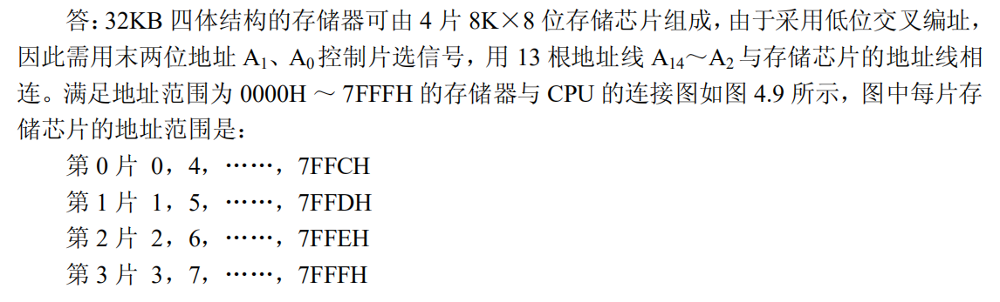 答：32KB 四体结构的存储器可由 4 片 8K×8 位存储芯片组成，由于采用低位交叉编址，
因此需用末两位地址 A₁、A₀控制片选信号，用 13 根地址线 A₁₄～A₂与存储芯片的地址线相
连。满足地址范围为 0000H ～ 7FFFH 的存储器与 CPU 的连接图如图 4.9 所示，图中每片存
储芯片的地址范围是：
第 0 片 0，4，……，7FFCH
第 1 片 1，5，……，7FFDH
第 2 片 2，6，……，7FFEH
第 3 片 3，7，……，7FFFH